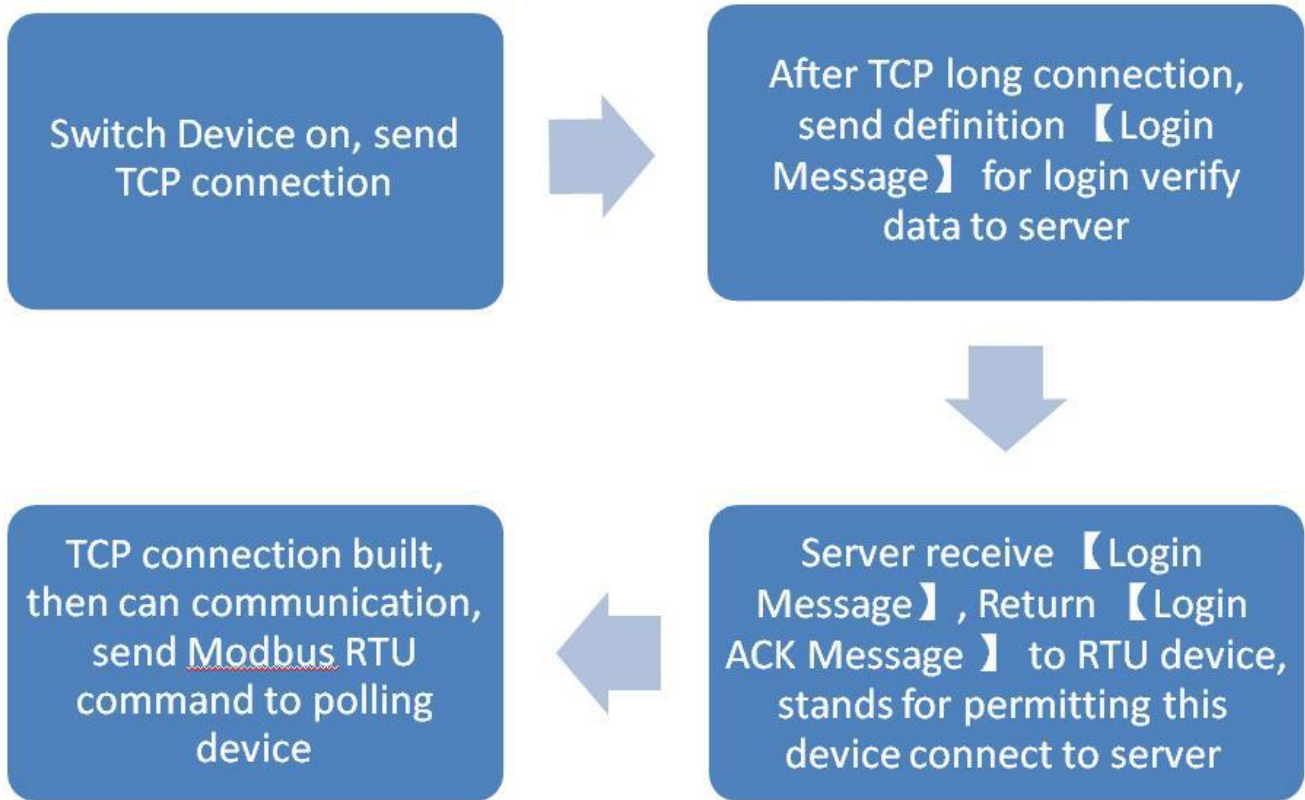 Switch Device on, send
TCP connection
After TCP long connection,
send definition 【Login
Message】 for login verify
data to server
Server receive 【Login
Message】, Return 【Login
ACK Message 】 to RTU device,
stands for permitting this
device connect to server
TCP connection built,
then can communication,
send Modbus RTU
command to polling
device